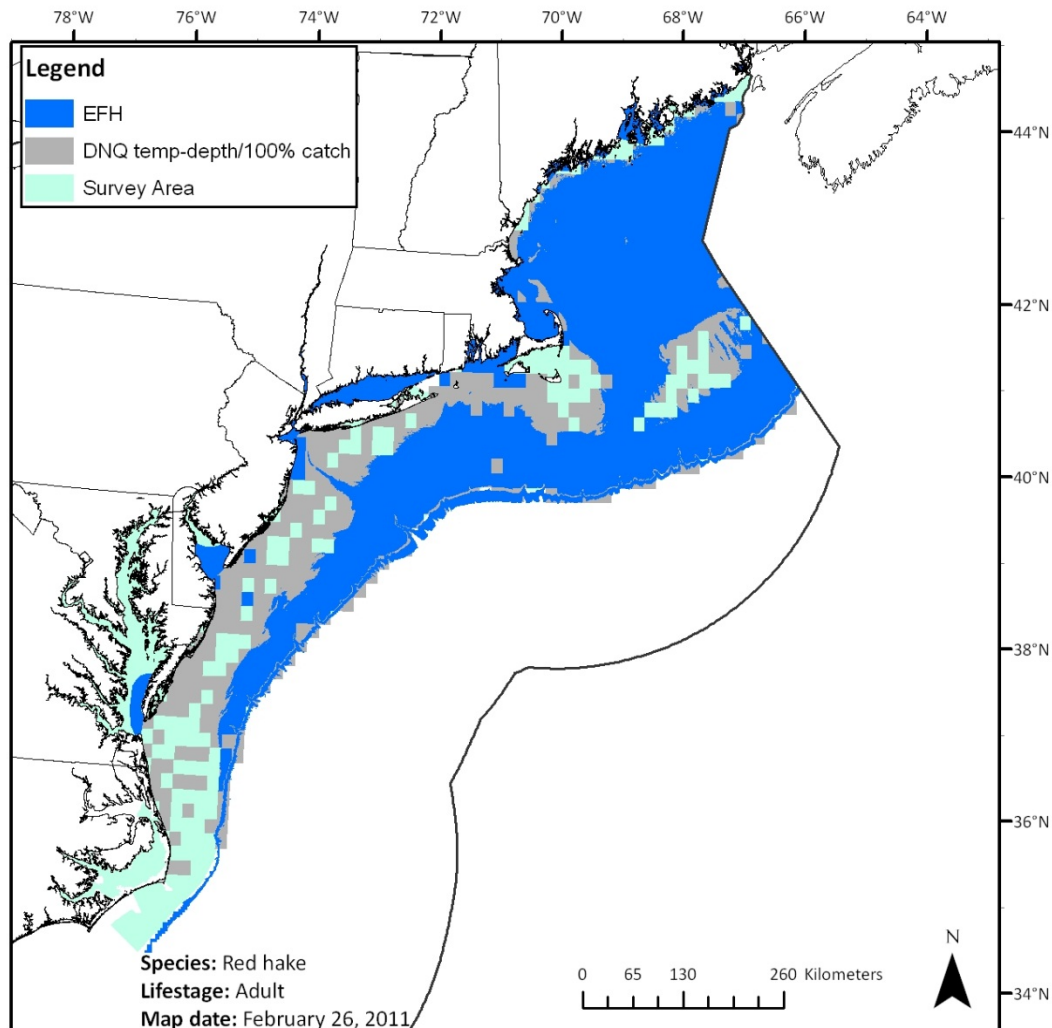 78°W 76°W 74°W 72°W 70°W 68°W 66°W 64°W
Legend
EFH
DNQ temp-depth/100% catch
Survey Area
44°N
42°N
40°N
38°N
36°N
34°N
Species: Red hake
Lifestage: Adult
Map date: February 26, 2011
0 65 130 260 Kilometers
N